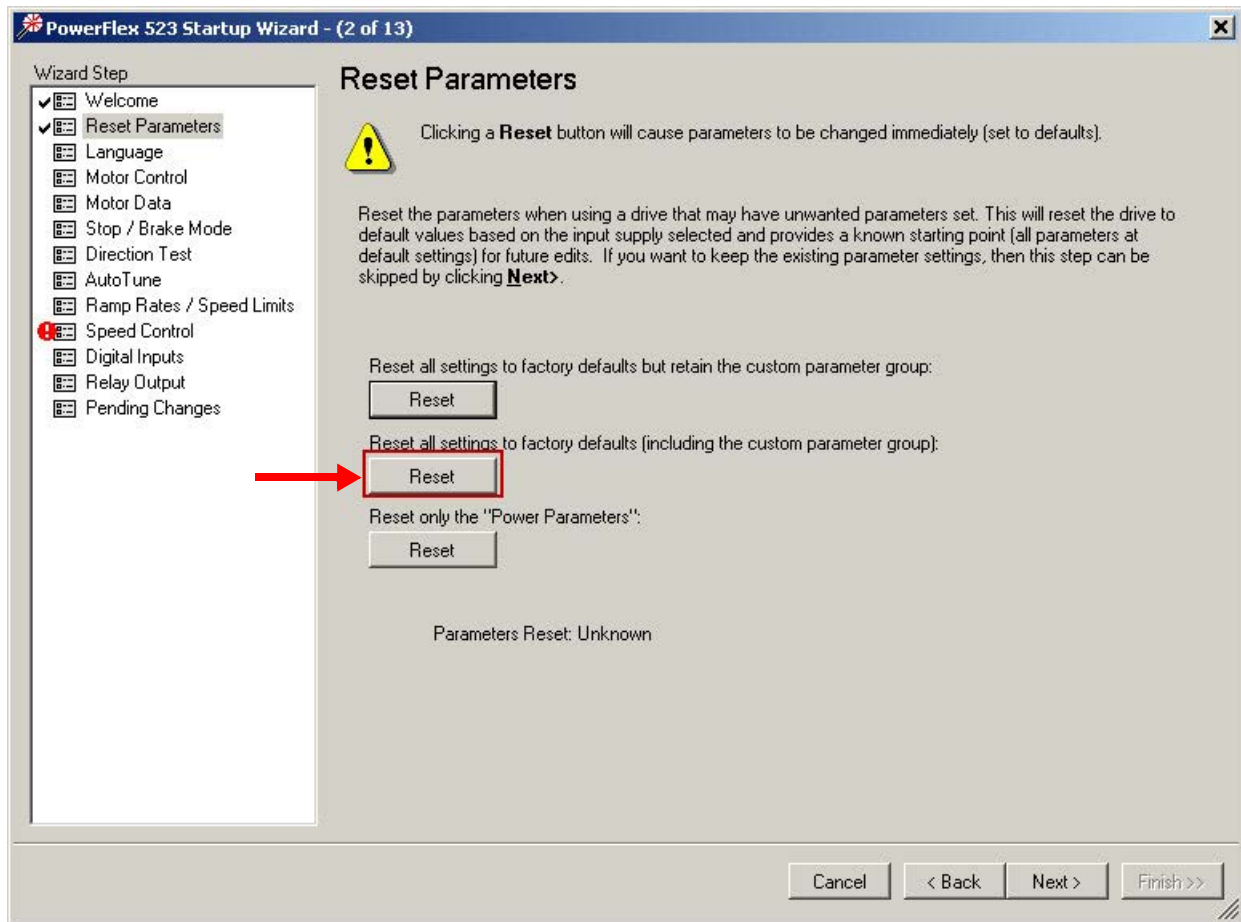 PowerFlex 523 Startup Wizard - (2 of 13)
Wizard Step
Welcome
Reset Parameters
Language
Motor Control
Motor Data
Stop / Brake Mode
Direction Test
AutoTune
Ramp Rates / Speed Limits
Speed Control
Digital Inputs
Relay Output
Pending Changes
Reset Parameters
Clicking a Reset button will cause parameters to be changed immediately (set to defaults).
Reset the parameters when using a drive that may have unwanted parameters set. This will reset the drive to
default values based on the input supply selected and provides a known starting point (all parameters at
default settings) for future edits. If you want to keep the existing parameter settings, then this step can be
skipped by clicking Next>.
Reset all settings to factory defaults but retain the custom parameter group:
Reset
Reset all settings to factory defaults (including the custom parameter group):
Reset
Reset only the "Power Parameters":
Reset
Parameters Reset: Unknown
Cancel
< Back
Next >
Finish >>